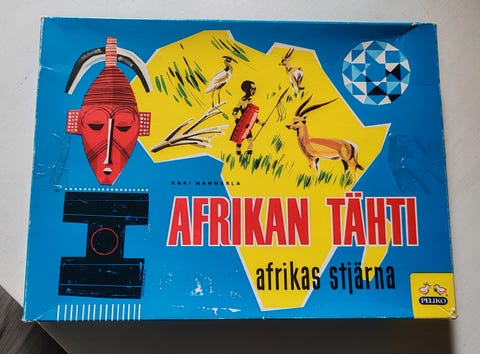 KARI MANNERLA
AFRIKAN TÄHTI
afrikas stjärna
PELIKO